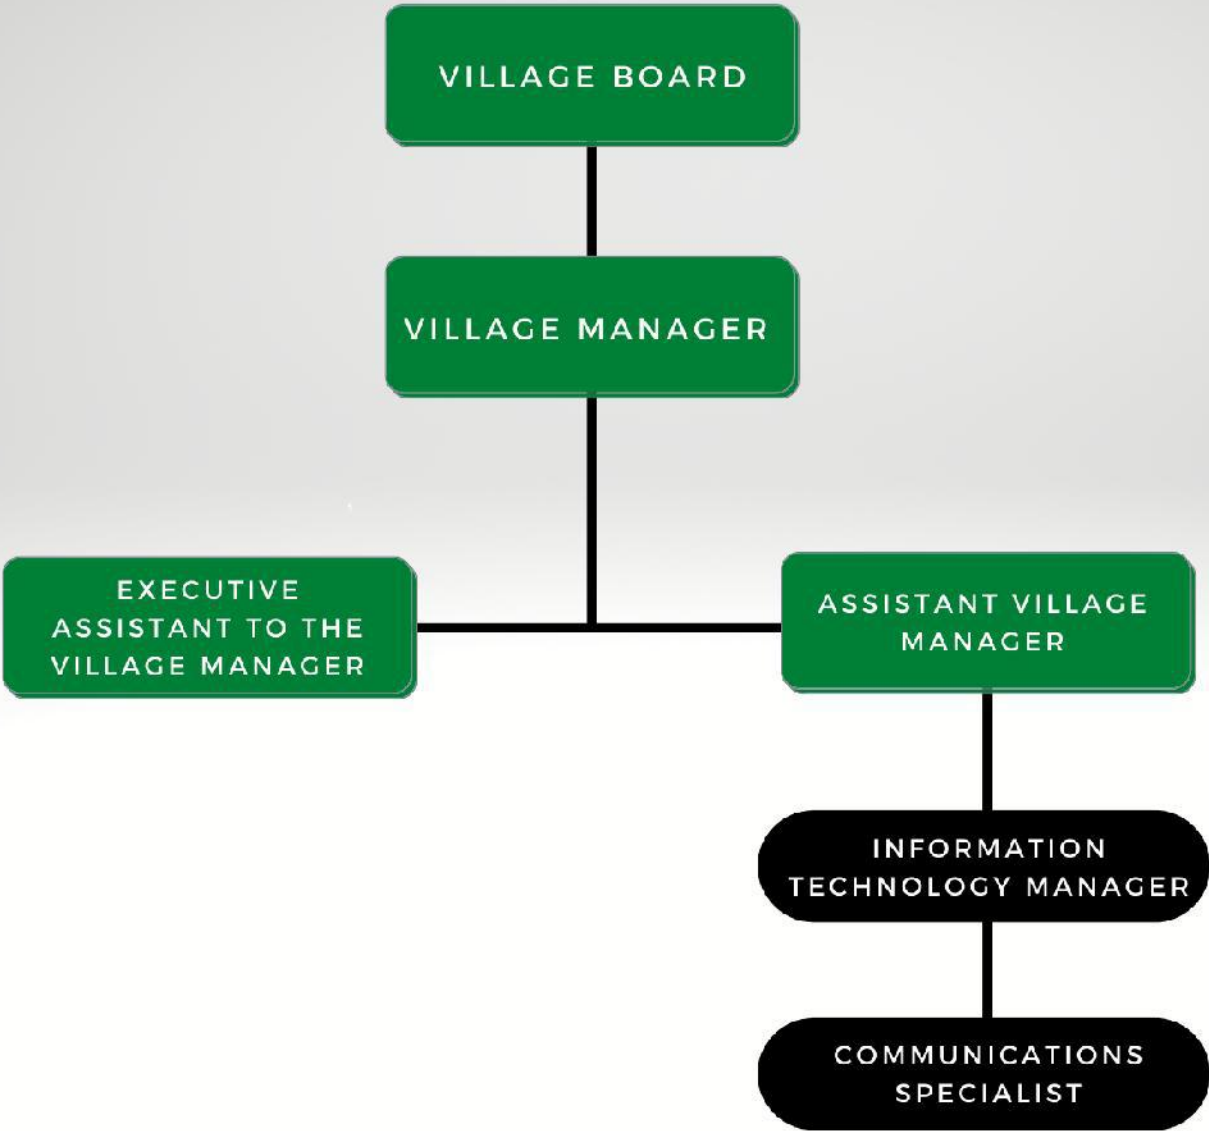 VILLAGE BOARD
VILLAGE MANAGER
EXECUTIVE
ASSISTANT TO THE
VILLAGE MANAGER
ASSISTANT VILLAGE
MANAGER
INFORMATION
TECHNOLOGY MANAGER
COMMUNICATIONS
SPECIALIST